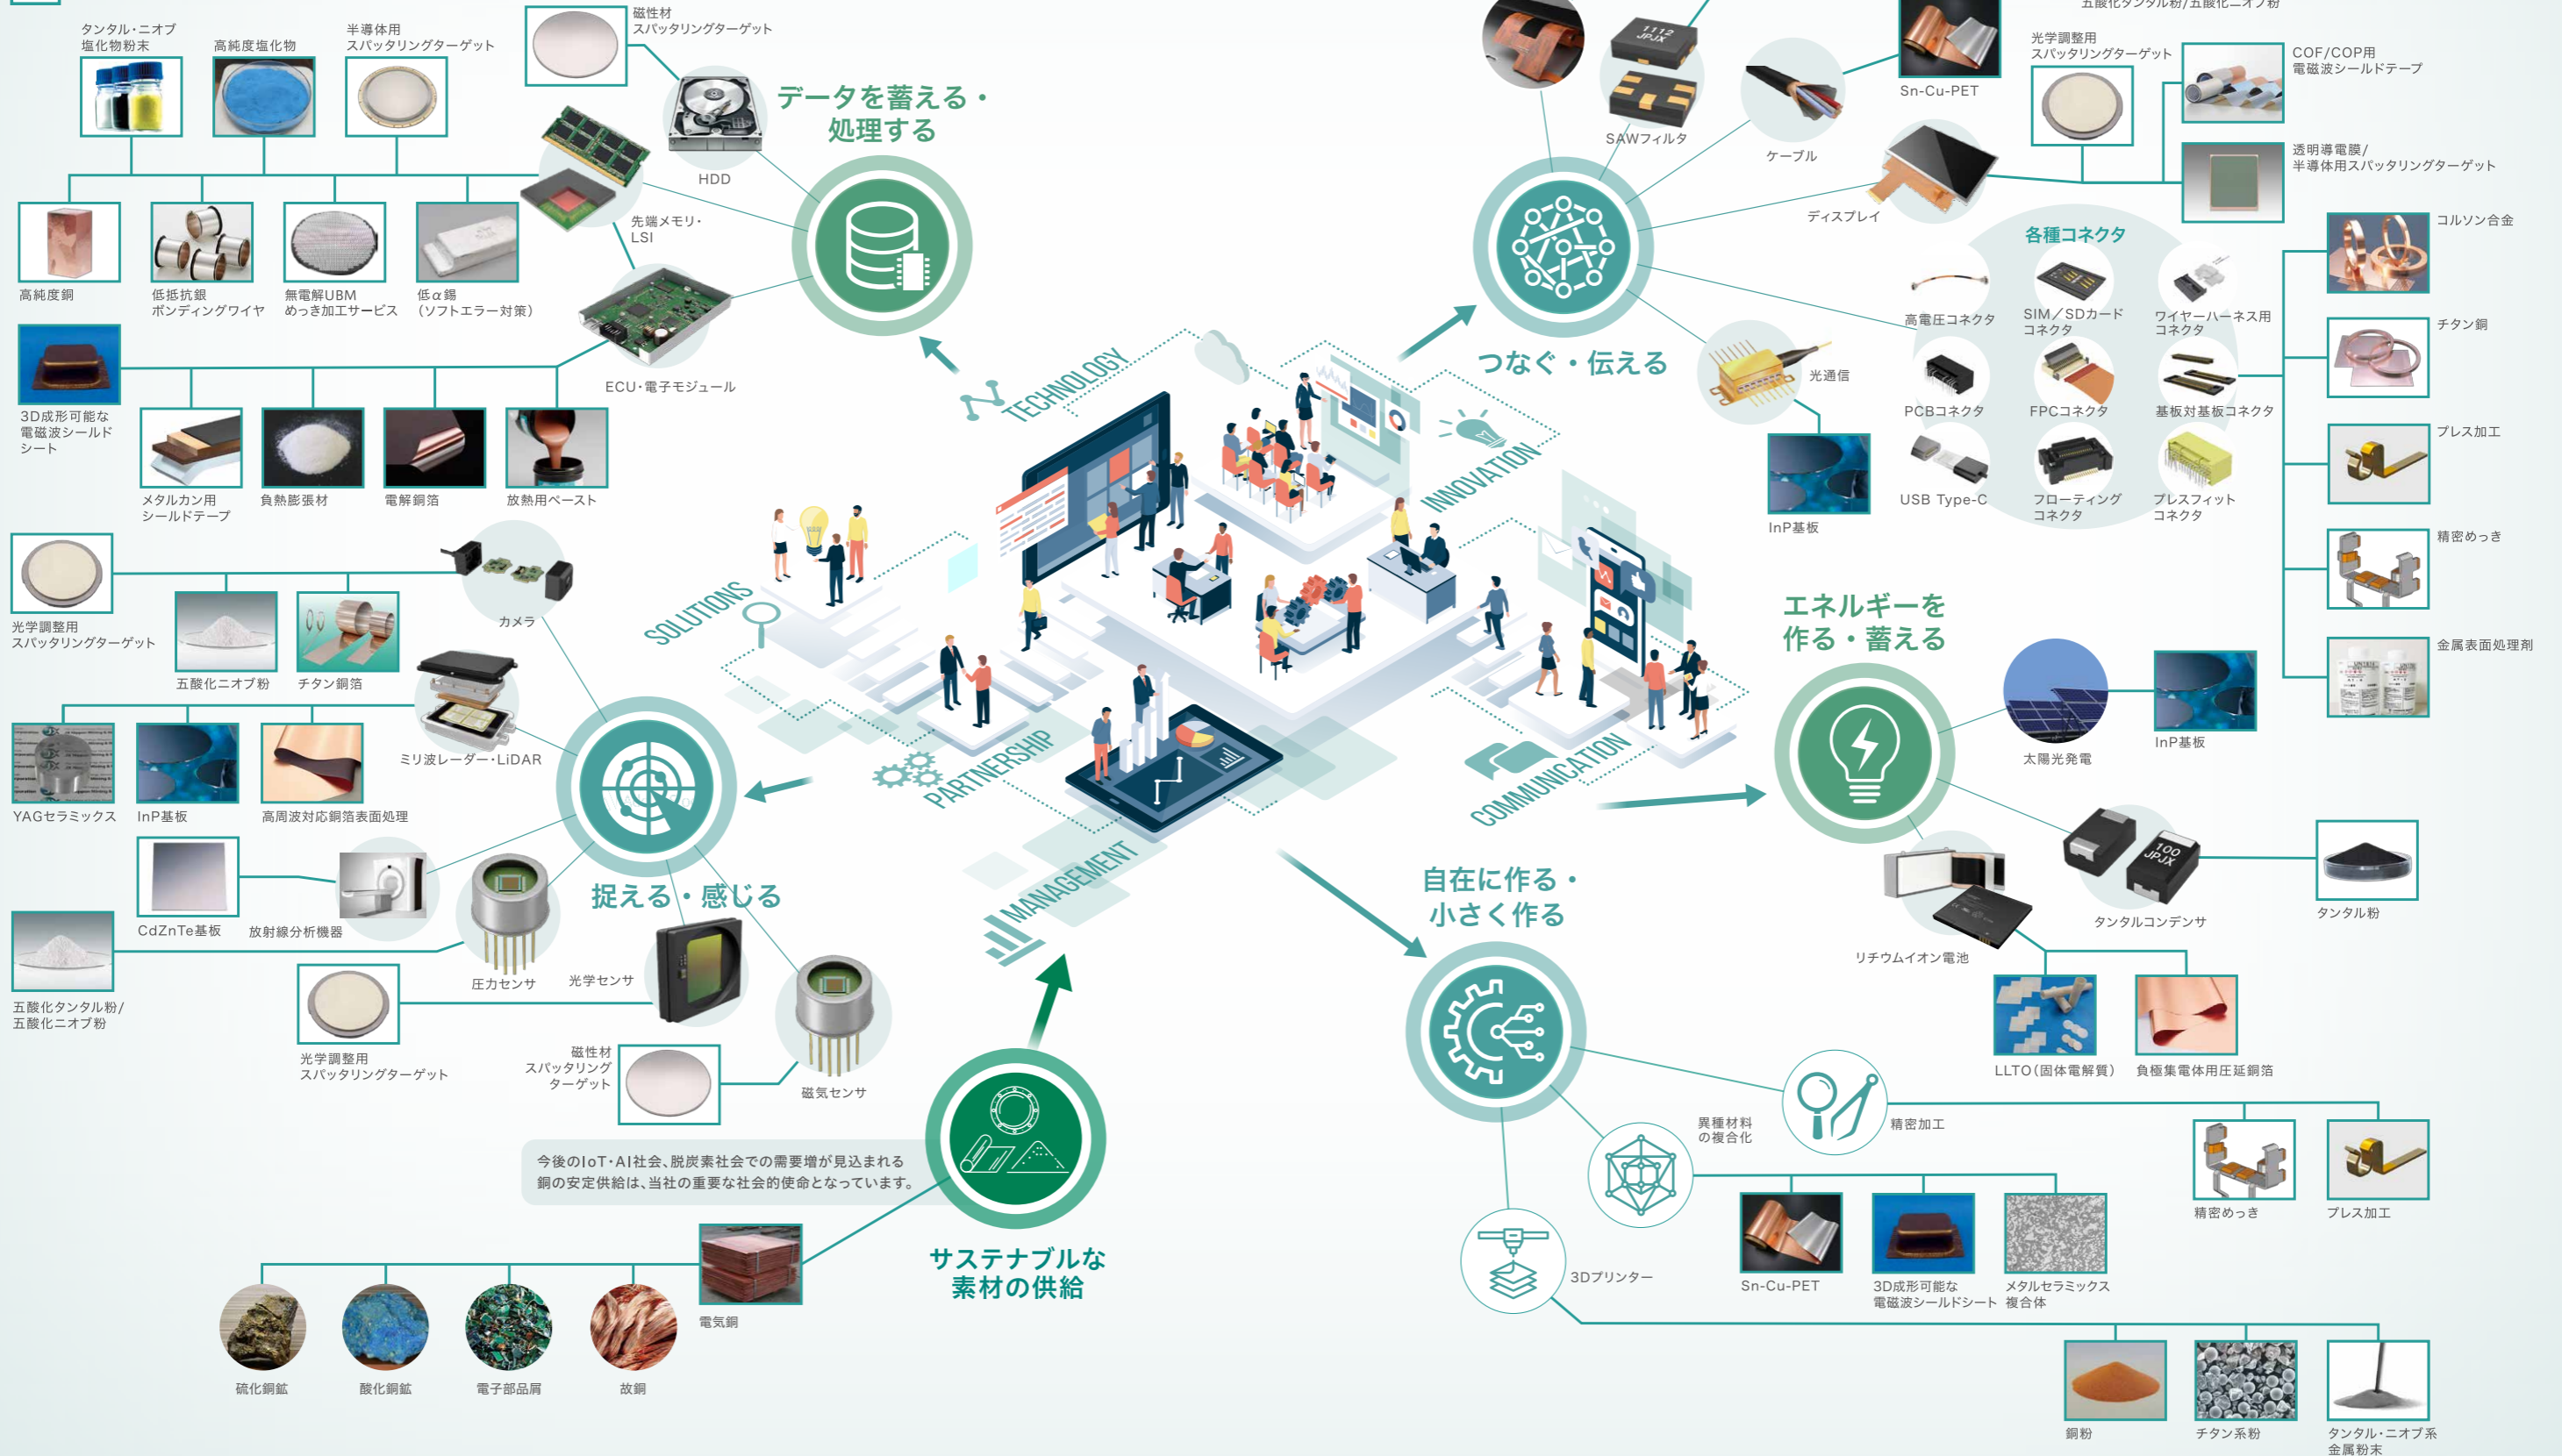 タンタル・ニオブ
塩化物粉末
高純度塩化物
半導体用
スパッタリングターゲット
磁性材
スパッタリングターゲット
HDD
データを蓄える・
処理する
先端メモリ・
LSI
高純度銅
低抵抗銀
ボンディングワイヤ
無電解UBM
めっき加工サービス
低α錫
（ソフトエラー対策）
ECU・電子モジュール
3D成形可能な
電磁波シールド
シート
メタルカン用
シールドテープ
負熱膨張材
電解銅箔
放熱用ペースト
光学調整用
スパッタリングターゲット
五酸化ニオブ粉
チタン銅箔
カメラ
ミリ波レーダー・LiDAR
YAGセラミックス
InP基板
高周波対応銅箔表面処理
CdZnTe基板
放射線分析機器
捉える・感じる
五酸化タンタル粉/
五酸化ニオブ粉
圧力センサ
光学センサ
光学調整用
スパッタリングターゲット
磁性材
スパッタリング
ターゲット
磁気センサ
今後のIoT・AI社会、脱炭素社会での需要増が見込まれる
銅の安定供給は、当社の重要な社会的使命となっています。
サステナブルな
素材の供給
電気銅
硫化銅鉱
酸化銅鉱
電子部品屑
故銅
TECHNOLOGY
INNOVATION
SOLUTIONS
PARTNERSHIP
COMMUNICATION
MANAGEMENT
1112
JPJX
SAWフィルタ
ケーブル
Sn-Cu-PET
五酸化タンタル粉/五酸化ニオブ粉
光学調整用
スパッタリングターゲット
COF/COP用
電磁波シールドテープ
透明導電膜/
半導体用スパッタリングターゲット
ディスプレイ
つなぐ・伝える
各種コネクタ
高電圧コネクタ
SIM／SDカード
コネクタ
ワイヤーハーネス用
コネクタ
PCBコネクタ
FPCコネクタ
基板対基板コネクタ
USB Type-C
フローティング
コネクタ
プレスフィット
コネクタ
光通信
InP基板
コルソン合金
チタン銅
プレス加工
精密めっき
金属表面処理剤
エネルギーを
作る・蓄える
太陽光発電
InP基板
100
JPJX
タンタルコンデンサ
タンタル粉
リチウムイオン電池
LLTO（固体電解質）
負極集電体用圧延銅箔
自在に作る・
小さく作る
精密加工
精密めっき
プレス加工
異種材料
の複合化
Sn-Cu-PET
3D成形可能な
電磁波シールドシート
メタルセラミックス
複合体
3Dプリンター
銅粉
チタン系粉
タンタル・ニオブ系
金属粉末